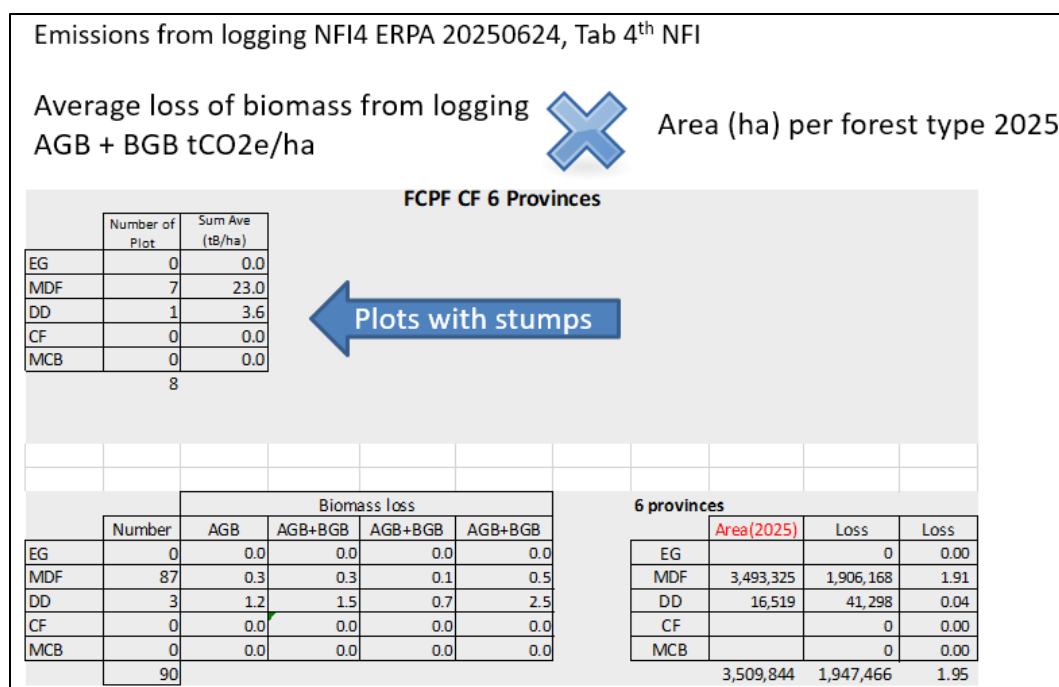 Emissions from logging NFI4 ERPA 20250624, Tab 4th NFI
Average loss of biomass from logging
AGB + BGB tCO2e/ha
Area (ha) per forest type 2025
FCPF CF 6 Provinces
Number of Plot Sum Ave (tB/ha)
EG 0 0.0
MDF 7 23.0
DD 1 3.6
CF 0 0.0
MCB 0 0.0
8
Plots with stumps
Biomass loss
Number AGB AGB+BGB AGB+BGB AGB+BGB
EG 0 0.0 0.0 0.0 0.0
MDF 87 0.3 0.3 0.1 0.5
DD 3 1.2 1.5 0.7 2.5
CF 0 0.0 0.0 0.0 0.0
MCB 0 0.0 0.0 0.0 0.0
90
6 provinces
Area(2025) Loss Loss
EG 0 0.00
MDF 3,493,325 1,906,168 1.91
DD 16,519 41,298 0.04
CF 0 0.00
MCB 0 0.00
3,509,844 1,947,466 1.95